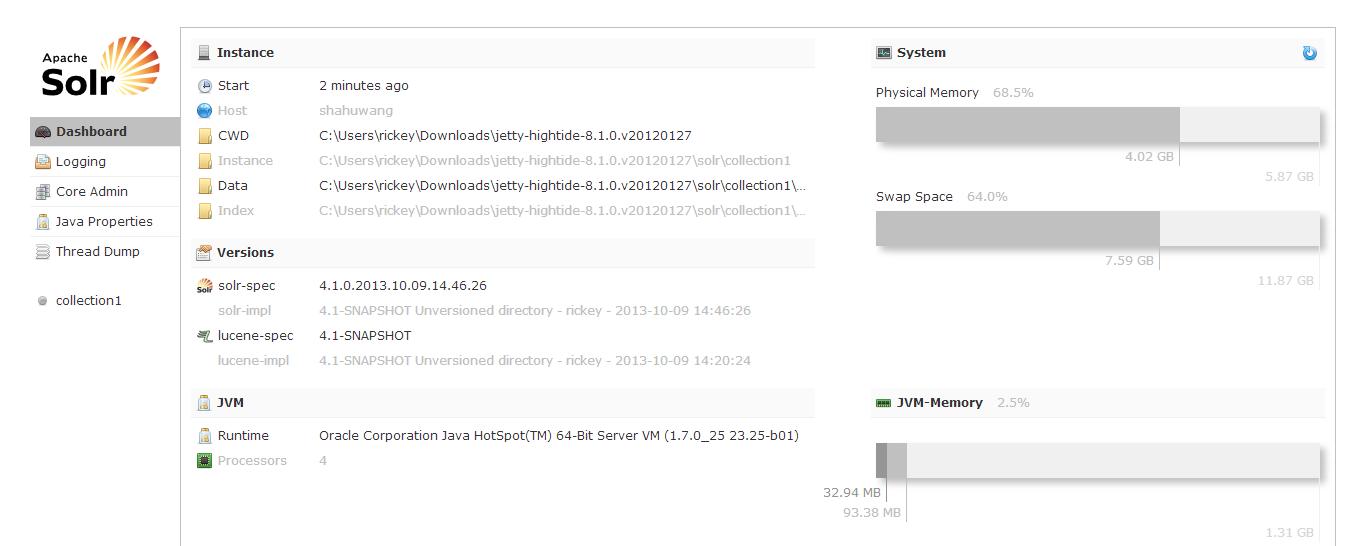 Apache
Solr
Dashboard
Logging
Core Admin
Java Properties
Thread Dump
collection1
Instance
Start 2 minutes ago
Host shahuwang
CWD C:\Users\rickey\Downloads\jetty-hightide-8.1.0.v20120127
Instance C:\Users\rickey\Downloads\jetty-hightide-8.1.0.v20120127\solr\collection1
Data C:\Users\rickey\Downloads\jetty-hightide-8.1.0.v20120127\solr\collection1\...
Index C:\Users\rickey\Downloads\jetty-hightide-8.1.0.v20120127\solr\collection1\...
Versions
Solr solr-spec 4.1.0.2013.10.09.14.46.26
solr-impl 4.1-SNAPSHOT Unversioned directory - rickey - 2013-10-09 14:46:26
lucene-spec 4.1-SNAPSHOT
lucene-impl 4.1-SNAPSHOT Unversioned directory - rickey - 2013-10-09 14:20:24
JVM
Runtime Oracle Corporation Java HotSpot(TM) 64-Bit Server VM (1.7.0_25 23.25-b01)
Processors 4
System
Physical Memory 68.5%
4.02 GB
5.87 GB
Swap Space 64.0%
7.59 GB
11.87 GB
JVM-Memory 2.5%
32.94 MB
93.38 MB
1.31 GB